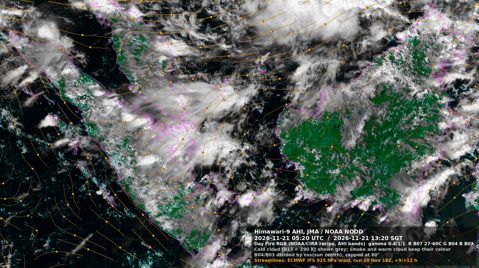 Himawari-9 AHI, JMA / NOAA NODD
2026-11-21 05:20 UTC / 2026-11-21 13:20 SGT
Day Fire RGB (NOAA/CIRA recipe, AHI bands) gamma 0.4/1/1 R B07 27-60C G B04 B B03
Cold cloud (B13 < 290 K) shown grey; smoke and warm cloud keep their colour
B04/B03 divided by cos(sun zenith), capped at 80°
Streamlines: ECMWF IFS 925 hPa wind, run 20 Nov 18Z, +9/+12 h